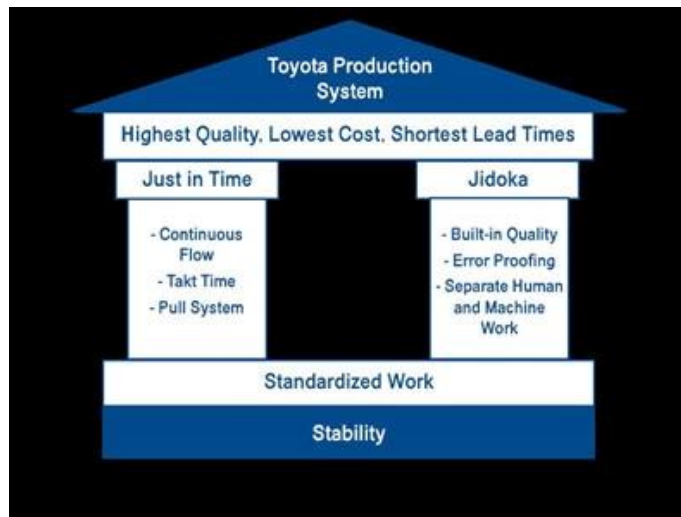 Toyota Production
System
Highest Quality, Lowest Cost, Shortest Lead Times
Just in Time
Jidoka
- Continuous
Flow
- Takt Time
- Pull System
- Built-in Quality
- Error Proofing
- Separate Human
and Machine
Work
Standardized Work
Stability